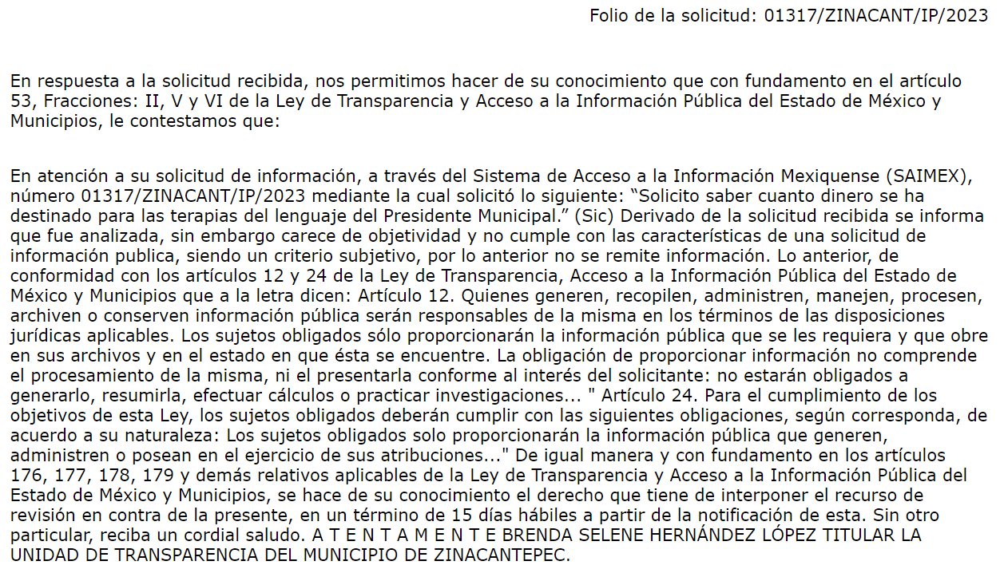 Folio de la solicitud: 01317/ZINACANT/IP/2023
En respuesta a la solicitud recibida, nos permitimos hacer de su conocimiento que con fundamento en el artículo
53, Fracciones: II, V y VI de la Ley de Transparencia y Acceso a la Información Pública del Estado de México y
Municipios, le contestamos que:
En atención a su solicitud de información, a través del Sistema de Acceso a la Información Mexiquense (SAIMEX),
número 01317/ZINACANT/IP/2023 mediante la cual solicitó lo siguiente: “Solicito saber cuanto dinero se ha
destinado para las terapias del lenguaje del Presidente Municipal.” (Sic) Derivado de la solicitud recibida se informa
que fue analizada, sin embargo carece de objetividad y no cumple con las características de una solicitud de
información publica, siendo un criterio subjetivo, por lo anterior no se remite información. Lo anterior, de
conformidad con los artículos 12 y 24 de la Ley de Transparencia, Acceso a la Información Pública del Estado de
México y Municipios que a la letra dicen: Artículo 12. Quienes generen, recopilen, administren, manejen, procesen,
archiven o conserven información pública serán responsables de la misma en los términos de las disposiciones
jurídicas aplicables. Los sujetos obligados sólo proporcionarán la información pública que se les requiera y que obre
en sus archivos y en el estado en que ésta se encuentre. La obligación de proporcionar información no comprende
el procesamiento de la misma, ni el presentarla conforme al interés del solicitante: no estarán obligados a
generarlo, resumirla, efectuar cálculos o practicar investigaciones... " Artículo 24. Para el cumplimiento de los
objetivos de esta Ley, los sujetos obligados deberán cumplir con las siguientes obligaciones, según corresponda, de
acuerdo a su naturaleza: Los sujetos obligados solo proporcionarán la información pública que generen,
administren o posean en el ejercicio de sus atribuciones..." De igual manera y con fundamento en los artículos
176, 177, 178, 179 y demás relativos aplicables de la Ley de Transparencia y Acceso a la Información Pública del
Estado de México y Municipios, se hace de su conocimiento el derecho que tiene de interponer el recurso de
revisión en contra de la presente, en un término de 15 días hábiles a partir de la notificación de esta. Sin otro
particular, reciba un cordial saludo. A T E N T A M E N T E BRENDA SELENE HERNÁNDEZ LÓPEZ TITULAR LA
UNIDAD DE TRANSPARENCIA DEL MUNICIPIO DE ZINACANTEPEC.